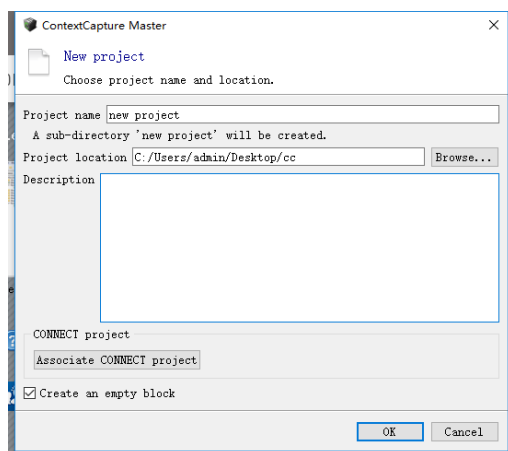 ContextCapture Master
New project
Choose project name and location.
Project name new project
A sub-directory 'new project' will be created.
Project location C:/Users/admin/Desktop/cc Browse...
Description
CONNECT project
Associate CONNECT project
Create an empty block
OK Cancel